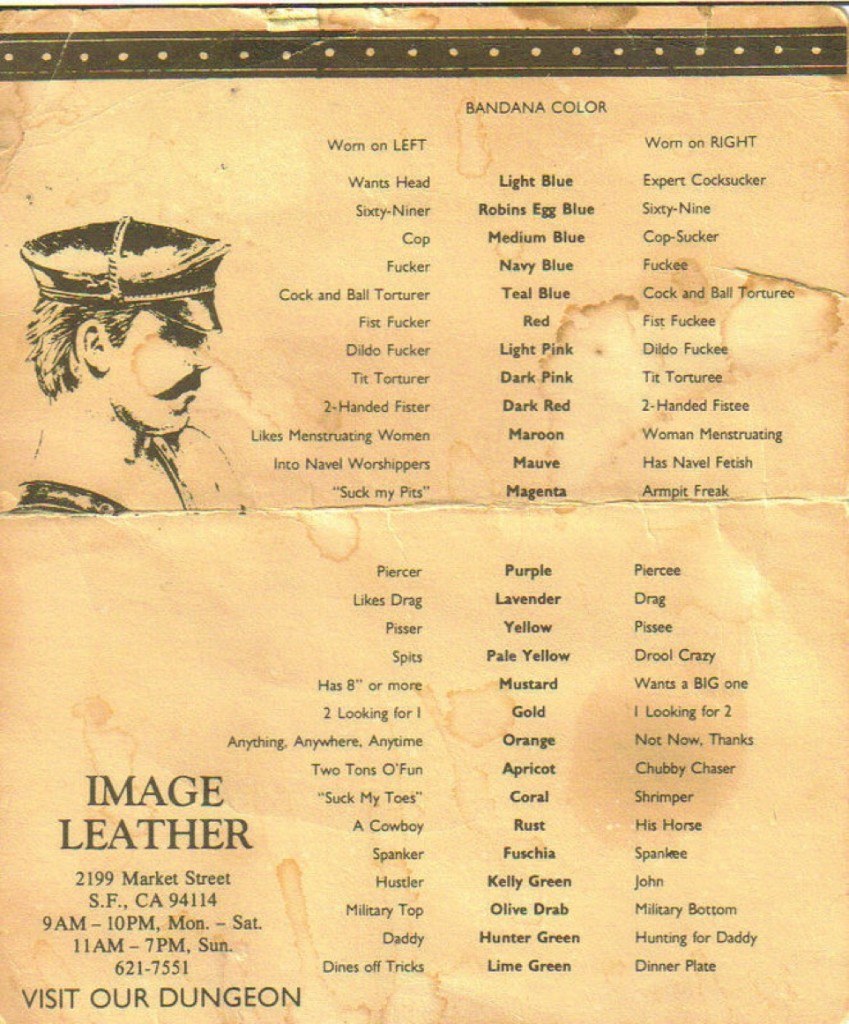 BANDANA COLOR
Worn on LEFT Worn on RIGHT
Wants Head Light Blue Expert Cocksucker
Sixty-Niner Robins Egg Blue Sixty-Nine
Cop Medium Blue Cop-Sucker
Fucker Navy Blue Fuckee
Cock and Ball Torturer Teal Blue Cock and Ball Torturee
Fist Fucker Red Fist Fuckee
Dildo Fucker Light Pink Dildo Fuckee
Tit Torturer Dark Pink Tit Torturee
2-Handed Fister Dark Red 2-Handed Fistee
Likes Menstruating Women Maroon Woman Menstruating
Into Navel Worshippers Mauve Has Navel Fetish
"Suck my Pits" Magenta Armpit Freak
Piercer Purple Piercee
Likes Drag Lavender Drag
Pisser Yellow Pissee
Spits Pale Yellow Drool Crazy
Has 8" or more Mustard Wants a BIG one
2 Looking for 1 Gold 1 Looking for 2
Anything, Anywhere, Anytime Orange Not Now, Thanks
Two Tons O'Fun Apricot Chubby Chaser
"Suck My Toes" Coral Shrimper
A Cowboy Rust His Horse
Spanker Fuschia Spankee
Hustler Kelly Green John
Military Top Olive Drab Military Bottom
Daddy Hunter Green Hunting for Daddy
Dines off Tricks Lime Green Dinner Plate
IMAGE
LEATHER
2199 Market Street
S.F., CA 94114
9AM – 10PM, Mon. – Sat.
11AM – 7PM, Sun.
621-7551
VISIT OUR DUNGEON